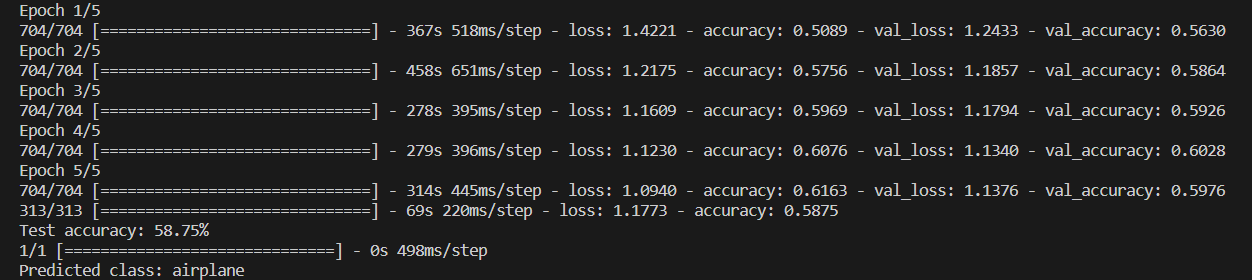 Epoch 1/5
704/704 [==============================] - 367s 518ms/step - loss: 1.4221 - accuracy: 0.5089 - val_loss: 1.2433 - val_accuracy: 0.5630
Epoch 2/5
704/704 [==============================] - 458s 651ms/step - loss: 1.2175 - accuracy: 0.5756 - val_loss: 1.1857 - val_accuracy: 0.5864
Epoch 3/5
704/704 [==============================] - 278s 395ms/step - loss: 1.1609 - accuracy: 0.5969 - val_loss: 1.1794 - val_accuracy: 0.5926
Epoch 4/5
704/704 [==============================] - 279s 396ms/step - loss: 1.1230 - accuracy: 0.6076 - val_loss: 1.1340 - val_accuracy: 0.6028
Epoch 5/5
704/704 [==============================] - 314s 445ms/step - loss: 1.0940 - accuracy: 0.6163 - val_loss: 1.1376 - val_accuracy: 0.5976
313/313 [==============================] - 69s 220ms/step - loss: 1.1773 - accuracy: 0.5875
Test accuracy: 58.75%
1/1 [==============================] - 0s 498ms/step
Predicted class: airplane